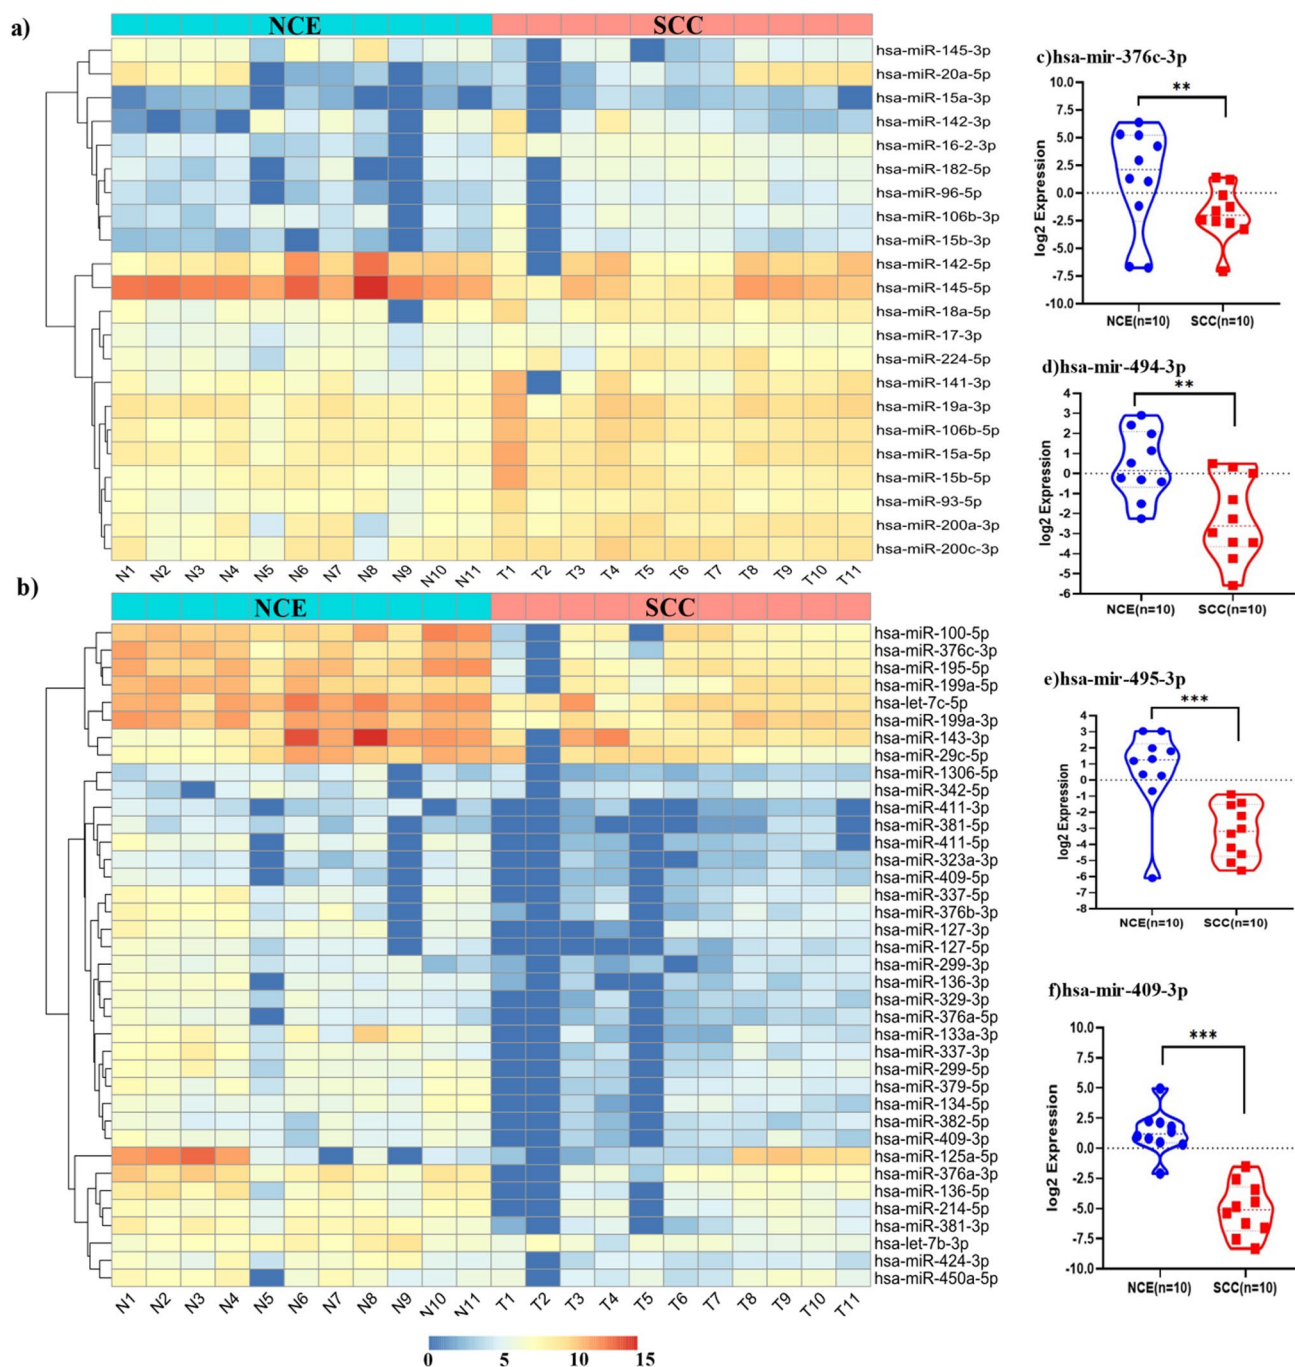 a)
NCE SCC
hsa-miR-145-3p
hsa-miR-20a-5p
hsa-miR-15a-3p
hsa-miR-142-3p
hsa-miR-16-2-3p
hsa-miR-182-5p
hsa-miR-96-5p
hsa-miR-106b-3p
hsa-miR-15b-3p
hsa-miR-142-5p
hsa-miR-145-5p
hsa-miR-18a-5p
hsa-miR-17-3p
hsa-miR-224-5p
hsa-miR-141-3p
hsa-miR-19a-3p
hsa-miR-106b-5p
hsa-miR-15a-5p
hsa-miR-15b-5p
hsa-miR-93-5p
hsa-miR-200a-3p
hsa-miR-200c-3p
N1 N2 N3 N4 N5 N6 N7 N8 N9 N10 N11 T1 T2 T3 T4 T5 T6 T7 T8 T9 T10 T11
b)
NCE SCC
hsa-miR-100-5p
hsa-miR-376c-3p
hsa-miR-195-5p
hsa-miR-199a-5p
hsa-let-7c-5p
hsa-miR-199a-3p
hsa-miR-143-3p
hsa-miR-29c-5p
hsa-miR-1306-5p
hsa-miR-342-5p
hsa-miR-411-3p
hsa-miR-381-5p
hsa-miR-411-5p
hsa-miR-323a-3p
hsa-miR-409-5p
hsa-miR-337-5p
hsa-miR-376b-3p
hsa-miR-127-3p
hsa-miR-127-5p
hsa-miR-299-3p
hsa-miR-136-3p
hsa-miR-329-3p
hsa-miR-376a-5p
hsa-miR-133a-3p
hsa-miR-337-3p
hsa-miR-299-5p
hsa-miR-379-5p
hsa-miR-134-5p
hsa-miR-382-5p
hsa-miR-409-3p
hsa-miR-125a-5p
hsa-miR-376a-3p
hsa-miR-136-5p
hsa-miR-214-5p
hsa-miR-381-3p
hsa-let-7b-3p
hsa-miR-424-3p
hsa-miR-450a-5p
N1 N2 N3 N4 N5 N6 N7 N8 N9 N10 N11 T1 T2 T3 T4 T5 T6 T7 T8 T9 T10 T11
0 5 10 15
c)hsa-mir-376c-3p
**
log2 Expression
10.0
7.5
5.0
2.5
0.0
-2.5
-5.0
-7.5
-10.0
NCE(n=10) SCC(n=10)
d)hsa-mir-494-3p
**
log2 Expression
4
3
2
1
0
-1
-2
-3
-4
-5
-6
NCE(n=10) SCC(n=10)
e)hsa-mir-495-3p
***
log2 Expression
4
3
2
1
0
-1
-2
-3
-4
-5
-6
-7
-8
NCE(n=10) SCC(n=10)
f)hsa-mir-409-3p
***
log2 Expression
10.0
7.5
5.0
2.5
0.0
-2.5
-5.0
-7.5
-10.0
NCE(n=10) SCC(n=10)